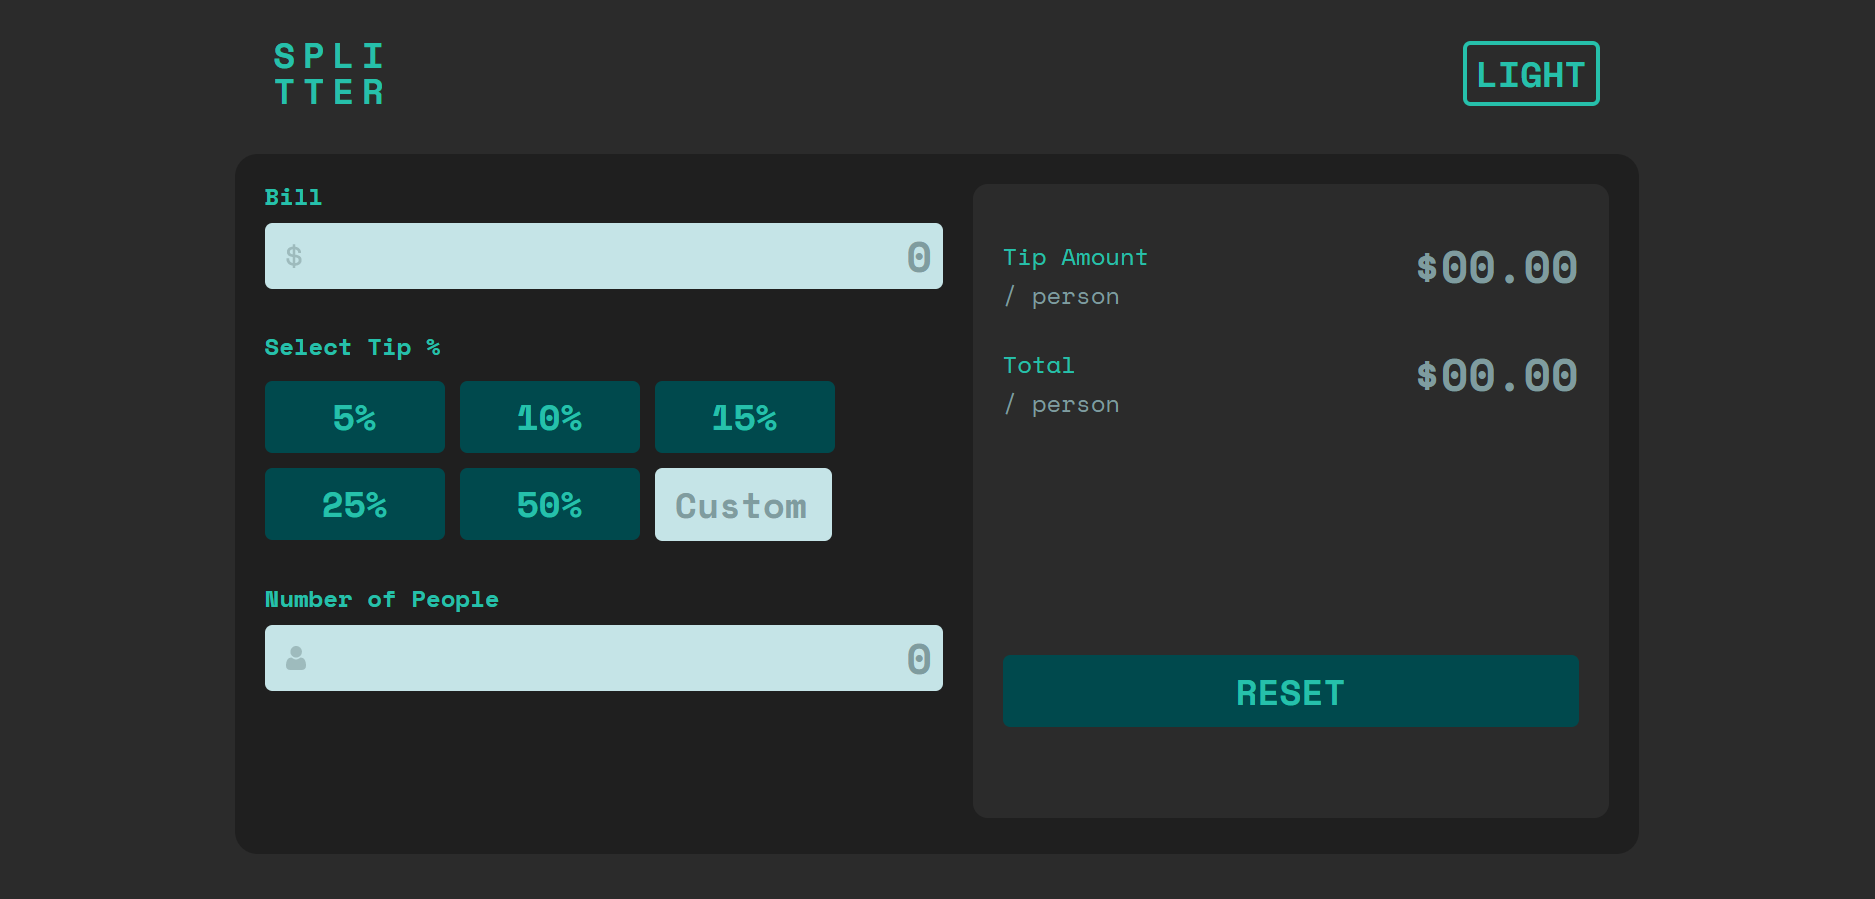 SPLI
TTER
LIGHT
Bill
$ 0
Select Tip %
5% 10% 15%
25% 50% Custom
Number of People
0
Tip Amount $00.00
/ person
Total $00.00
/ person
RESET